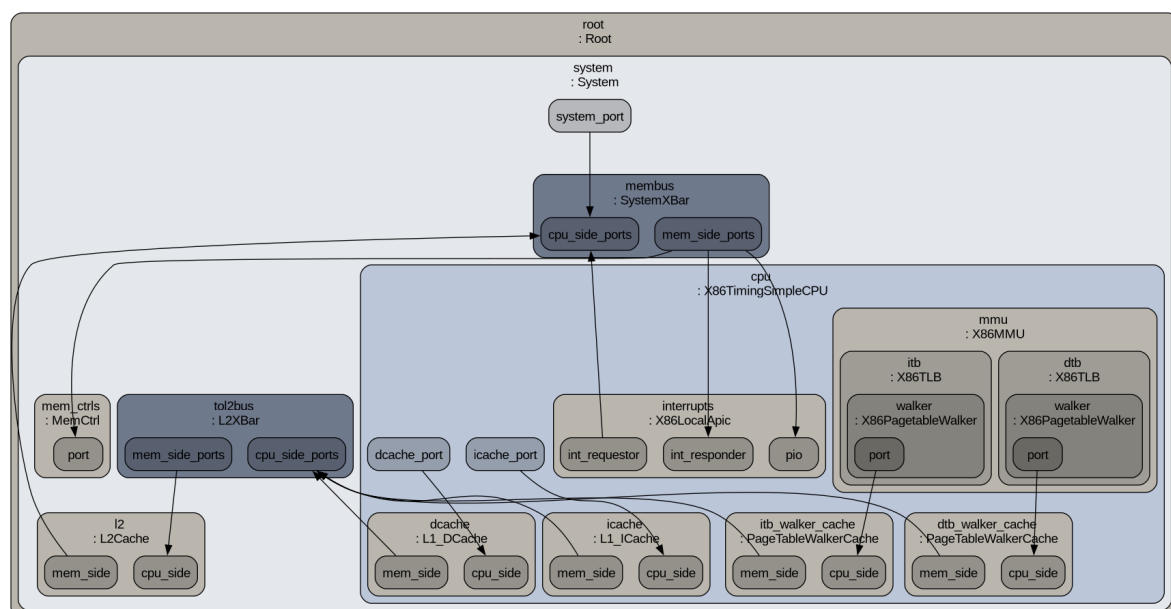 root
: Root
system
: System
system_port
membus
: SystemXBar
cpu_side_ports
mem_side_ports
cpu
: X86TimingSimpleCPU
mmu
: X86MMU
itb
: X86TLB
dtb
: X86TLB
walker
: X86PagetableWalker
walker
: X86PagetableWalker
port
port
mem_ctrls
: MemCtrl
port
tol2bus
: L2XBar
mem_side_ports
cpu_side_ports
dcache_port
icache_port
interrupts
: X86LocalApic
int_requestor
int_responder
pio
l2
: L2Cache
mem_side
cpu_side
dcache
: L1_DCache
mem_side
cpu_side
icache
: L1_ICache
mem_side
cpu_side
itb_walker_cache
: PageTableWalkerCache
mem_side
cpu_side
dtb_walker_cache
: PageTableWalkerCache
mem_side
cpu_side